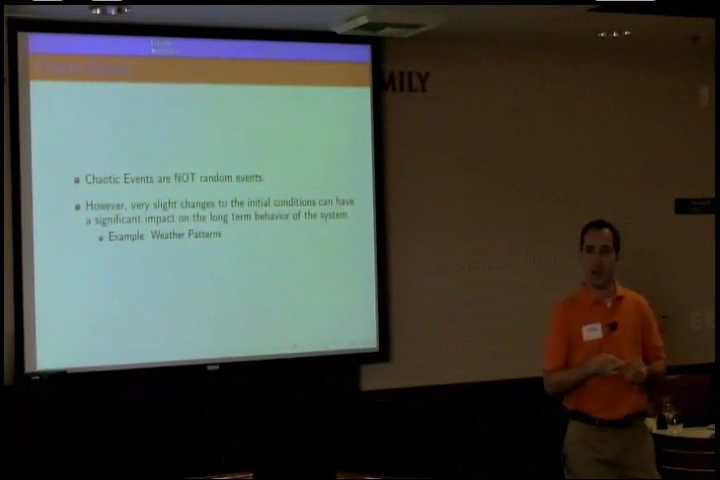 MILY
Chaotic Events are NOT random events.
However, very slight changes to the initial conditions can have
a significant impact on the long term behavior of the system.
Example: Weather Patterns